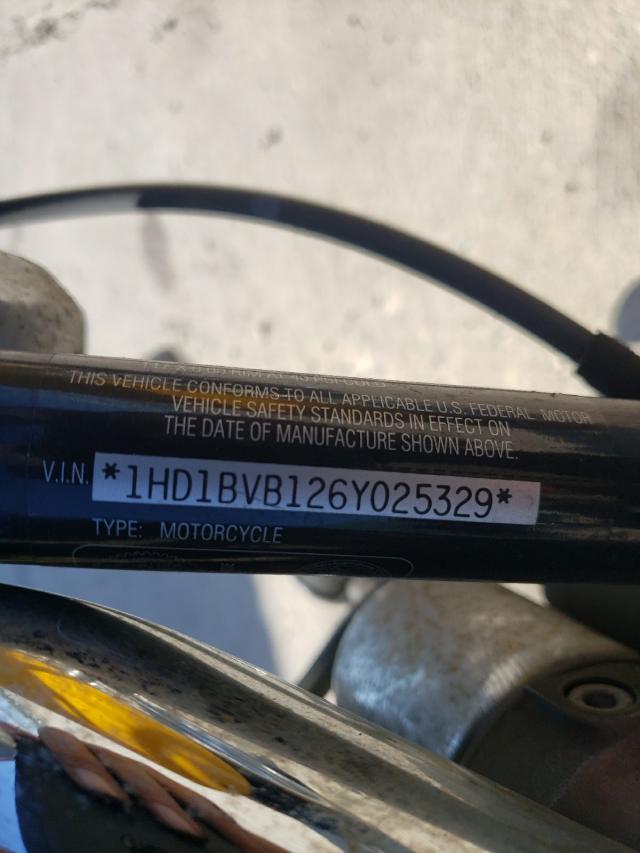 THIS VEHICLE CONFORMS TO ALL APPLICABLE U.S. FEDERAL MOTOR
VEHICLE SAFETY STANDARDS IN EFFECT ON
THE DATE OF MANUFACTURE SHOWN ABOVE.
V.I.N. *1HD1BVB126Y025329*
TYPE: MOTORCYCLE